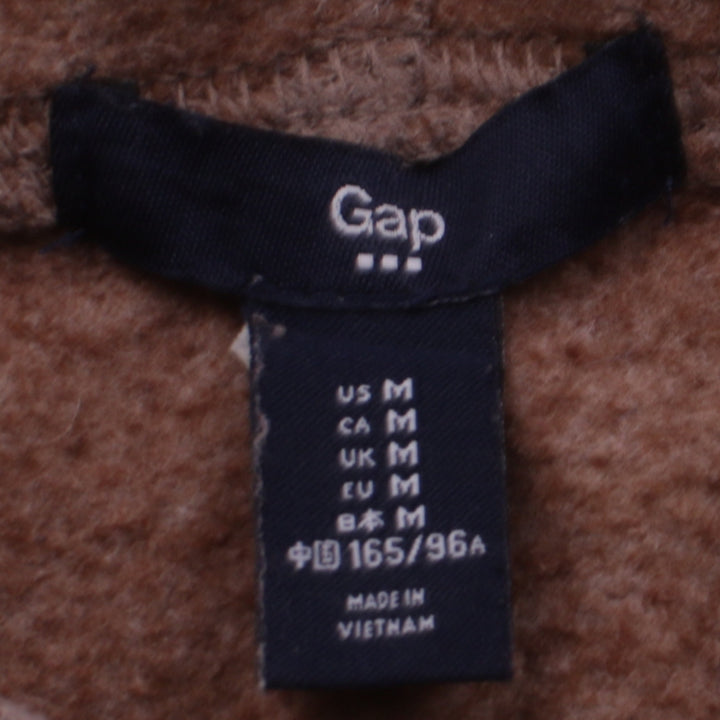 Gap
US M
CA M
UK M
EU M
日本 M
中国 165/96A
MADE IN
VIETNAM